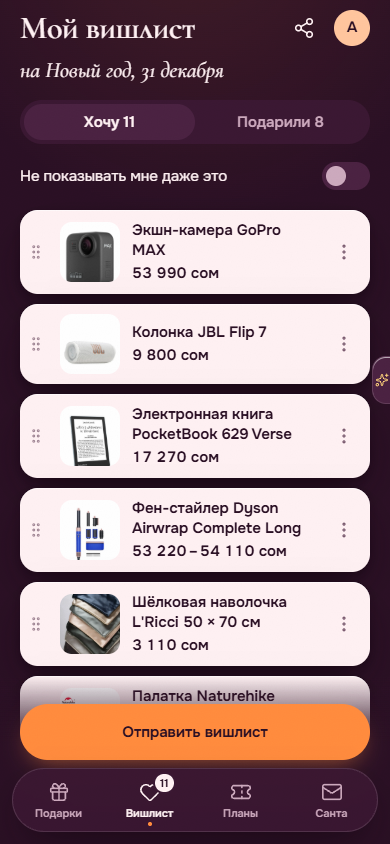 Мой вишлист
А
на Новый год, 31 декабря
Хочу 11
Подарили 8
Не показывать мне даже это
Экшн-камера GoPro
MAX
53 990 сом
Колонка JBL Flip 7
9 800 сом
Электронная книга
PocketBook 629 Verse
17 270 сом
Фен-стайлер Dyson
Airwrap Complete Long
53 220 – 54 110 сом
Шёлковая наволочка
L'Ricci 50 × 70 см
3 110 сом
Палатка Naturehike
Отправить вишлист
11
Подарки
Вишлист
Планы
Санта